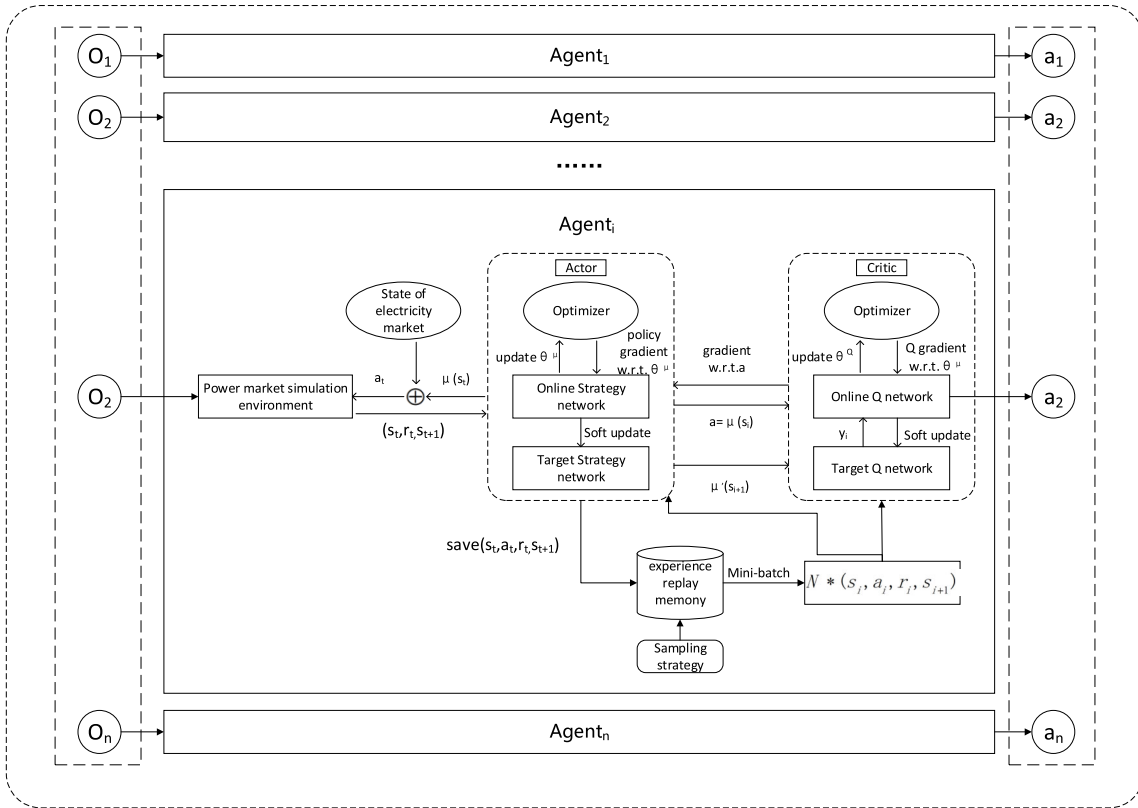 O1
Agent1
a1
O2
Agent2
a2
......
Agenti
Actor
Critic
State of
electricity
market
Optimizer
Optimizer
update θ μ
policy
gradient
w.r.t. θ μ
gradient
w.r.t.a
update θ Q
Q gradient
w.r.t. θ μ
O2
Power market simulation
environment
at
μ (st)
Online Strategy
network
Online Q network
a2
(st,rt,st+1)
a= μ (si)
Soft update
yi
Soft update
Target Strategy
network
Target Q network
μ '(si+1)
save(st,at,rt,st+1)
experience
replay
memory
Mini-batch
N * (si, ai, ri, si+1)
Sampling
strategy
On
Agentn
an